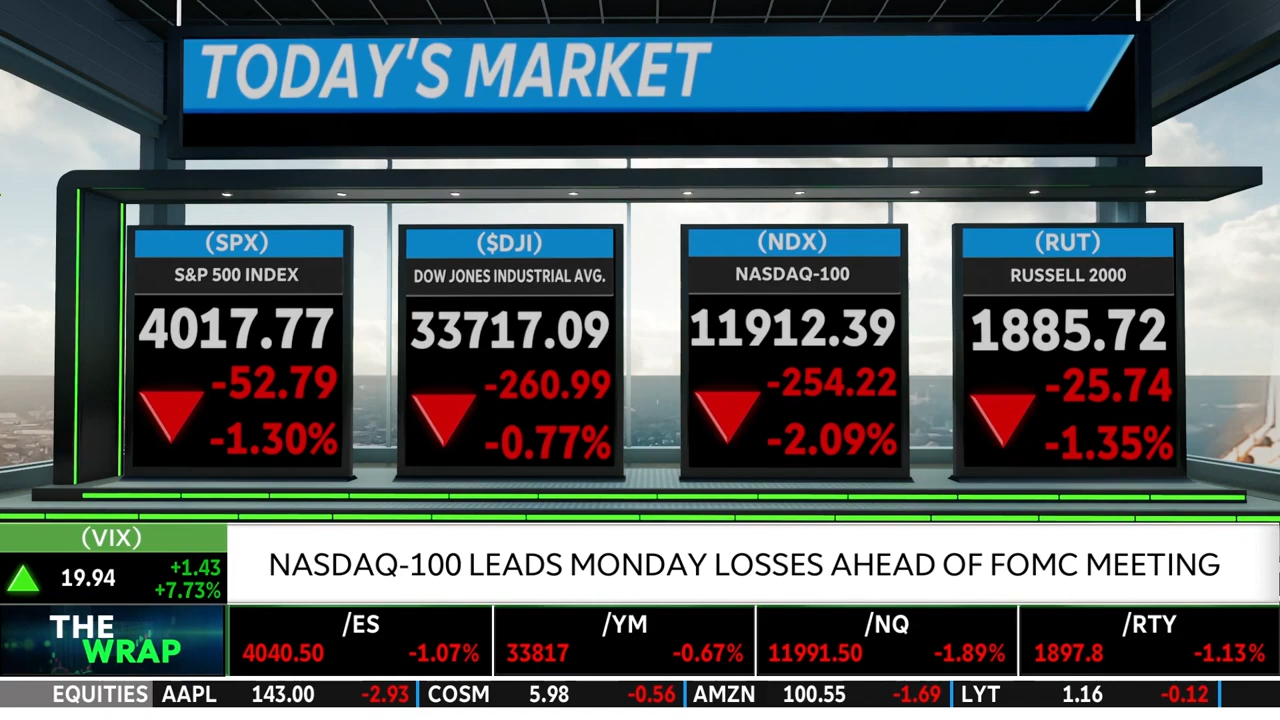 TODAY'S MARKET
(SPX)
S&P 500 INDEX
4017.77
-52.79
-1.30%
($DJI)
DOW JONES INDUSTRIAL AVG.
33717.09
-260.99
-0.77%
(NDX)
NASDAQ-100
11912.39
-254.22
-2.09%
(RUT)
RUSSELL 2000
1885.72
-25.74
-1.35%
(VIX)
19.94
+1.43
+7.73%
NASDAQ-100 LEADS MONDAY LOSSES AHEAD OF FOMC MEETING
THE
WRAP
/ES
4040.50 -1.07%
/YM
33817 -0.67%
/NQ
11991.50 -1.89%
/RTY
1897.8 -1.13%
EQUITIES AAPL 143.00 -2.93 COSM 5.98 -0.56 AMZN 100.55 -1.69 LYT 1.16 -0.12